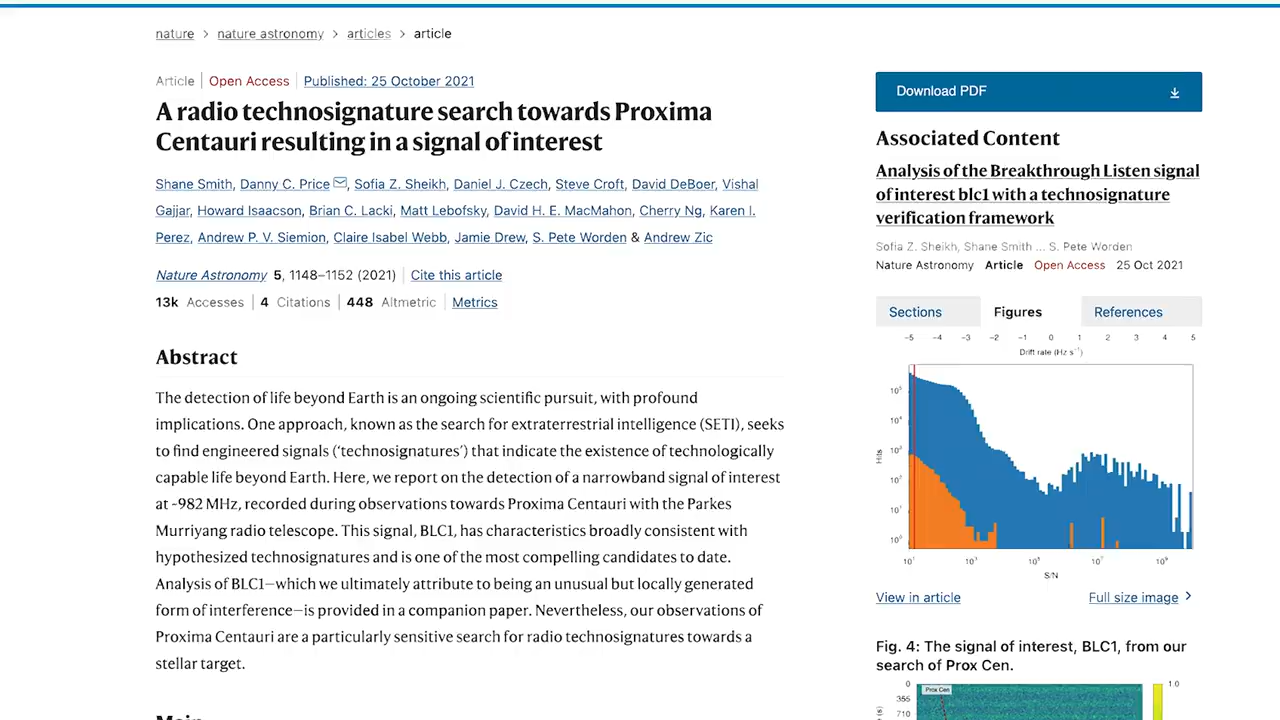 nature > nature astronomy > articles > article
Article | Open Access | Published: 25 October 2021
A radio technosignature search towards Proxima
Centauri resulting in a signal of interest
Shane Smith, Danny C. Price, Sofia Z. Sheikh, Daniel J. Czech, Steve Croft, David DeBoer, Vishal
Gajjar, Howard Isaacson, Brian C. Lacki, Matt Lebofsky, David H. E. MacMahon, Cherry Ng, Karen I.
Perez, Andrew P. V. Siemion, Claire Isabel Webb, Jamie Drew, S. Pete Worden & Andrew Zic
Nature Astronomy 5, 1148–1152 (2021) | Cite this article
13k Accesses | 4 Citations | 448 Altmetric | Metrics
Abstract
The detection of life beyond Earth is an ongoing scientific pursuit, with profound
implications. One approach, known as the search for extraterrestrial intelligence (SETI), seeks
to find engineered signals (‘technosignatures’) that indicate the existence of technologically
capable life beyond Earth. Here, we report on the detection of a narrowband signal of interest
at ~982 MHz, recorded during observations towards Proxima Centauri with the Parkes
Murriyang radio telescope. This signal, BLC1, has characteristics broadly consistent with
hypothesized technosignatures and is one of the most compelling candidates to date.
Analysis of BLC1—which we ultimately attribute to being an unusual but locally generated
form of interference—is provided in a companion paper. Nevertheless, our observations of
Proxima Centauri are a particularly sensitive search for radio technosignatures towards a
stellar target.
Download PDF
Associated Content
Analysis of the Breakthrough Listen signal
of interest blc1 with a technosignature
verification framework
Sofia Z. Sheikh, Shane Smith ... S. Pete Worden
Nature Astronomy Article Open Access 25 Oct 2021
Sections Figures References
−5 −4 −3 −2 −1 0 1 2 3 4 5
Drift rate (Hz s⁻¹)
Hits
10⁵
10⁴
10³
10²
10¹
10⁰
10¹ 10³ 10⁵ 10⁷ 10⁹
S/N
View in article Full size image >
Fig. 4: The signal of interest, BLC1, from our
search of Prox Cen.
0 Prox Cen 1.0
355
710